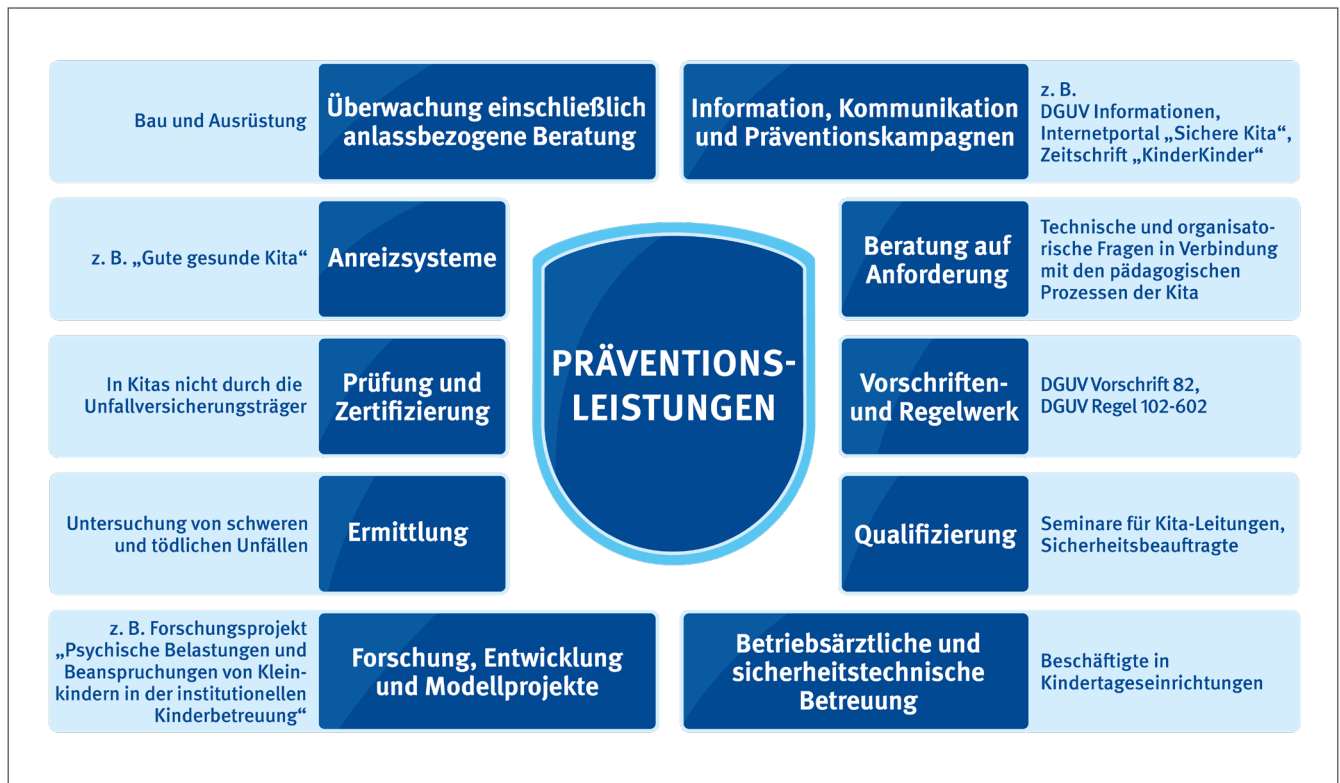 Bau und Ausrüstung
Überwachung einschließlich
anlassbezogene Beratung
Information, Kommunikation
und Präventionskampagnen
z. B.
DGUV Informationen,
Internetportal „Sichere Kita“,
Zeitschrift „KinderKinder“
z. B. „Gute gesunde Kita“
Anreizsysteme
Beratung auf
Anforderung
Technische und organisato-
rische Fragen in Verbindung
mit den pädagogischen
Prozessen der Kita
In Kitas nicht durch die
Unfallversicherungsträger
Prüfung und
Zertifizierung
PRÄVENTIONS-
LEISTUNGEN
Vorschriften-
und Regelwerk
DGUV Vorschrift 82,
DGUV Regel 102-602
Untersuchung von schweren
und tödlichen Unfällen
Ermittlung
Qualifizierung
Seminare für Kita-Leitungen,
Sicherheitsbeauftragte
z. B. Forschungsprojekt
„Psychische Belastungen und
Beanspruchungen von Klein-
kindern in der institutionellen
Kinderbetreuung“
Forschung, Entwicklung
und Modellprojekte
Betriebsärztliche und
sicherheitstechnische
Betreuung
Beschäftigte in
Kindertageseinrichtungen